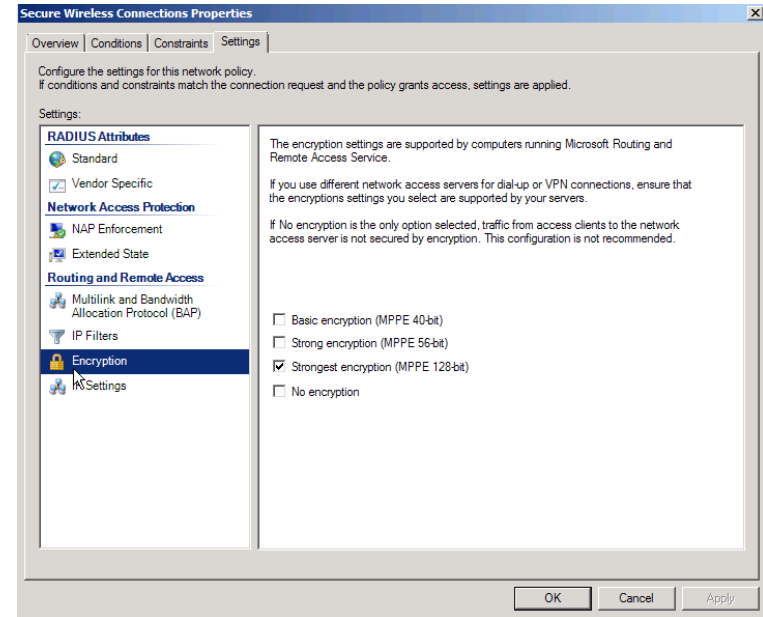 Secure Wireless Connections Properties
Overview
Conditions
Constraints
Settings
Configure the settings for this network policy.
If conditions and constraints match the connection request and the policy grants access, settings are applied.
Settings:
RADIUS Attributes
Standard
Vendor Specific
Network Access Protection
NAP Enforcement
Extended State
Routing and Remote Access
Multilink and Bandwidth
Allocation Protocol (BAP)
IP Filters
Encryption
Settings
The encryption settings are supported by computers running Microsoft Routing and
Remote Access Service.
If you use different network access servers for dial-up or VPN connections, ensure that
the encryptions settings you select are supported by your servers.
If No encryption is the only option selected, traffic from access clients to the network
access server is not secured by encryption. This configuration is not recommended.
Basic encryption (MPPE 40-bit)
Strong encryption (MPPE 56-bit)
Strongest encryption (MPPE 128-bit)
No encryption
OK
Cancel
Apply